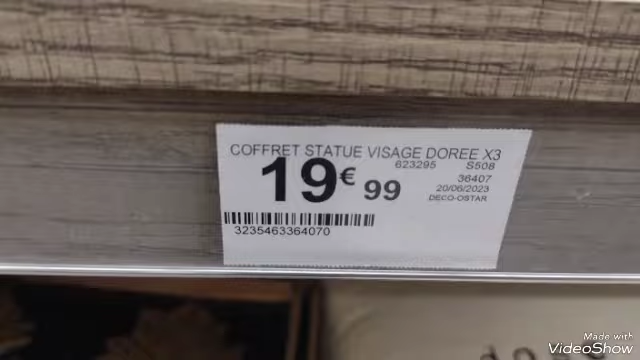 COFFRET STATUE VISAGE DOREE X3
623295 S508
19€99
36407
20/06/2023
DECO-OSTAR
3235463364070
Made with
VideoShow